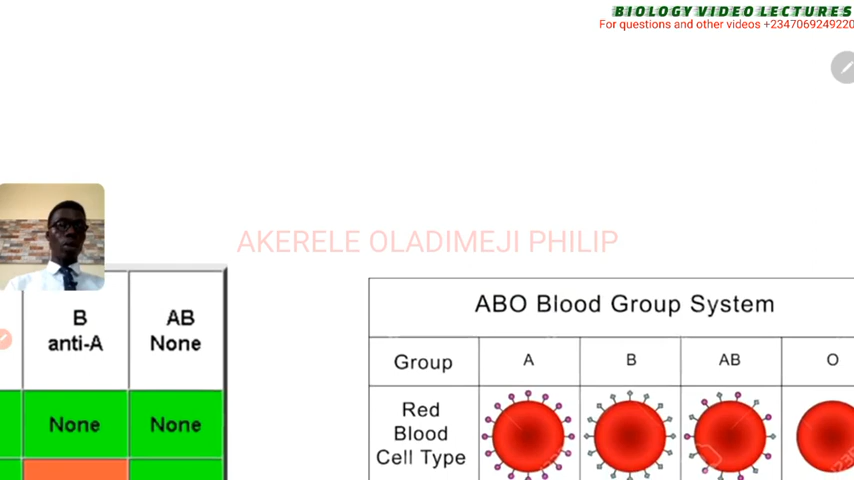 BIOLOGY VIDEO LECTURES
For questions and other videos +2347069249220
AKERELE OLADIMEJI PHILIP
B
anti-A
AB
None
None
None
ABO Blood Group System
Group
A
B
AB
O
Red
Blood
Cell Type